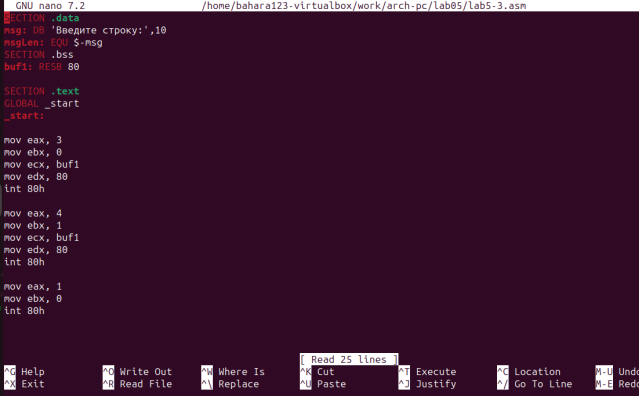 GNU nano 7.2 /home/bahara123-virtualbox/work/arch-pc/lab05/lab5-3.asm
SECTION .data
msg: DB 'Введите строку:',10
msgLen: EQU $-msg
SECTION .bss
buf1: RESB 80
SECTION .text
GLOBAL _start
_start:
mov eax, 3
mov ebx, 0
mov ecx, buf1
mov edx, 80
int 80h
mov eax, 4
mov ebx, 1
mov ecx, buf1
mov edx, 80
int 80h
mov eax, 1
mov ebx, 0
int 80h
[ Read 25 lines ]
^G Help ^O Write Out ^W Where Is ^K Cut ^T Execute ^C Location M-U Undo
^X Exit ^R Read File ^\ Replace ^U Paste ^J Justify ^/ Go To Line M-E Redo